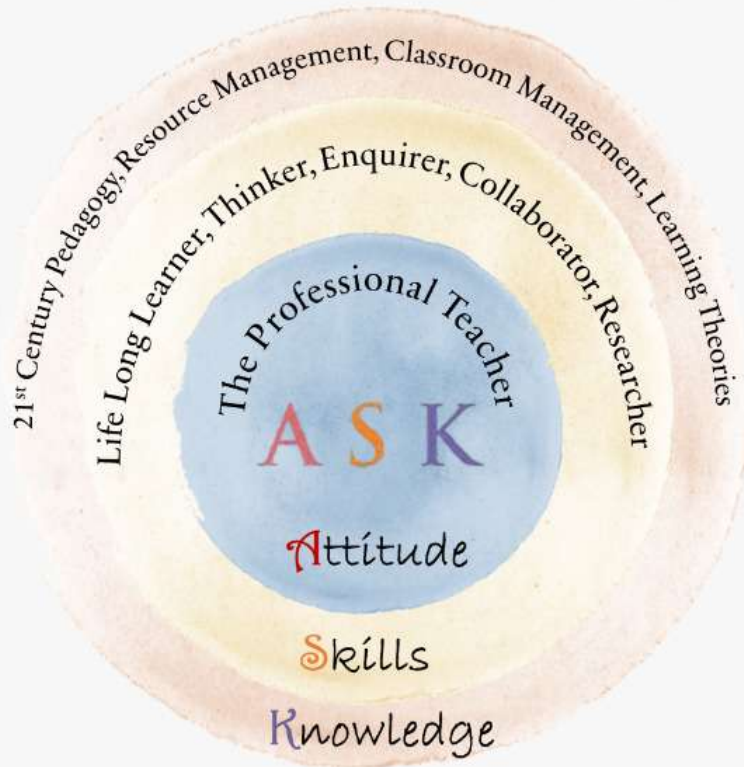 21st Century Pedagogy, Resource Management, Classroom Management, Learning Theories
Life Long Learner, Thinker, Enquirer, Collaborator, Researcher
The Professional Teacher
A S K
Attitude
Skills
Knowledge